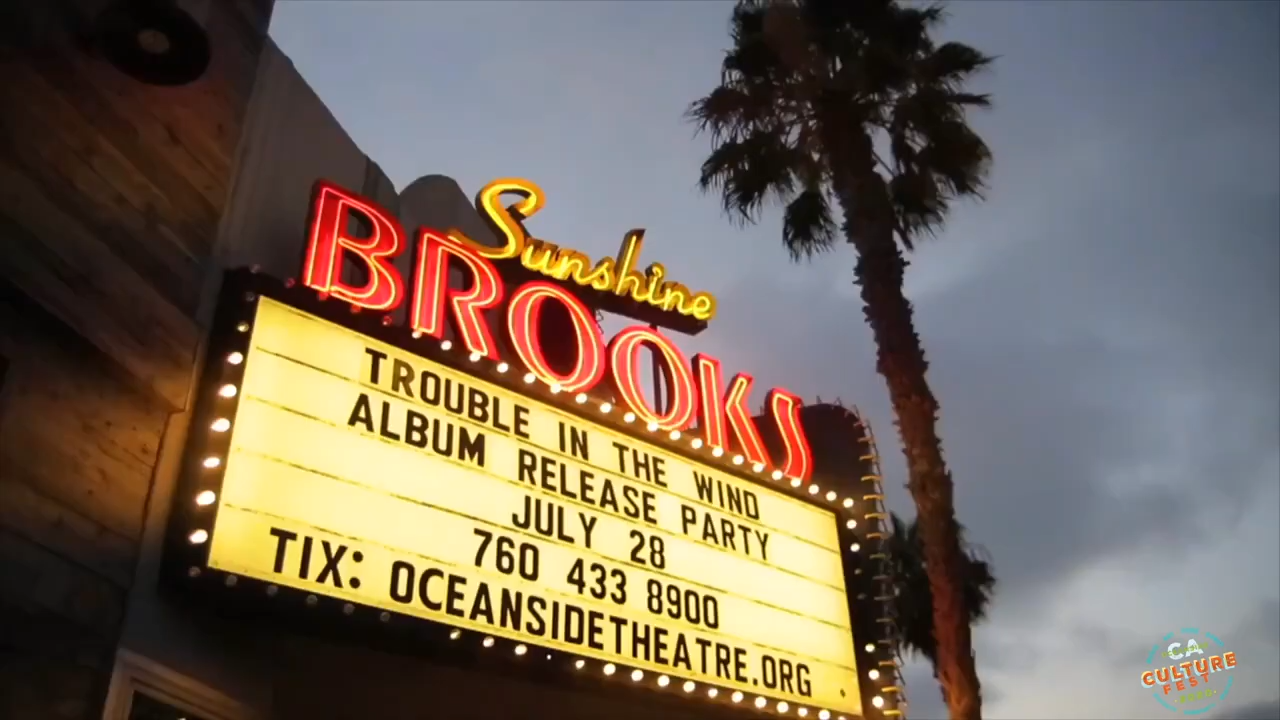 Sunshine
BROOKS
TROUBLE IN THE WIND
ALBUM RELEASE PARTY
JULY 28
760 433 8900
TIX: OCEANSIDETHEATRE.ORG
CA
CULTURE
FEST